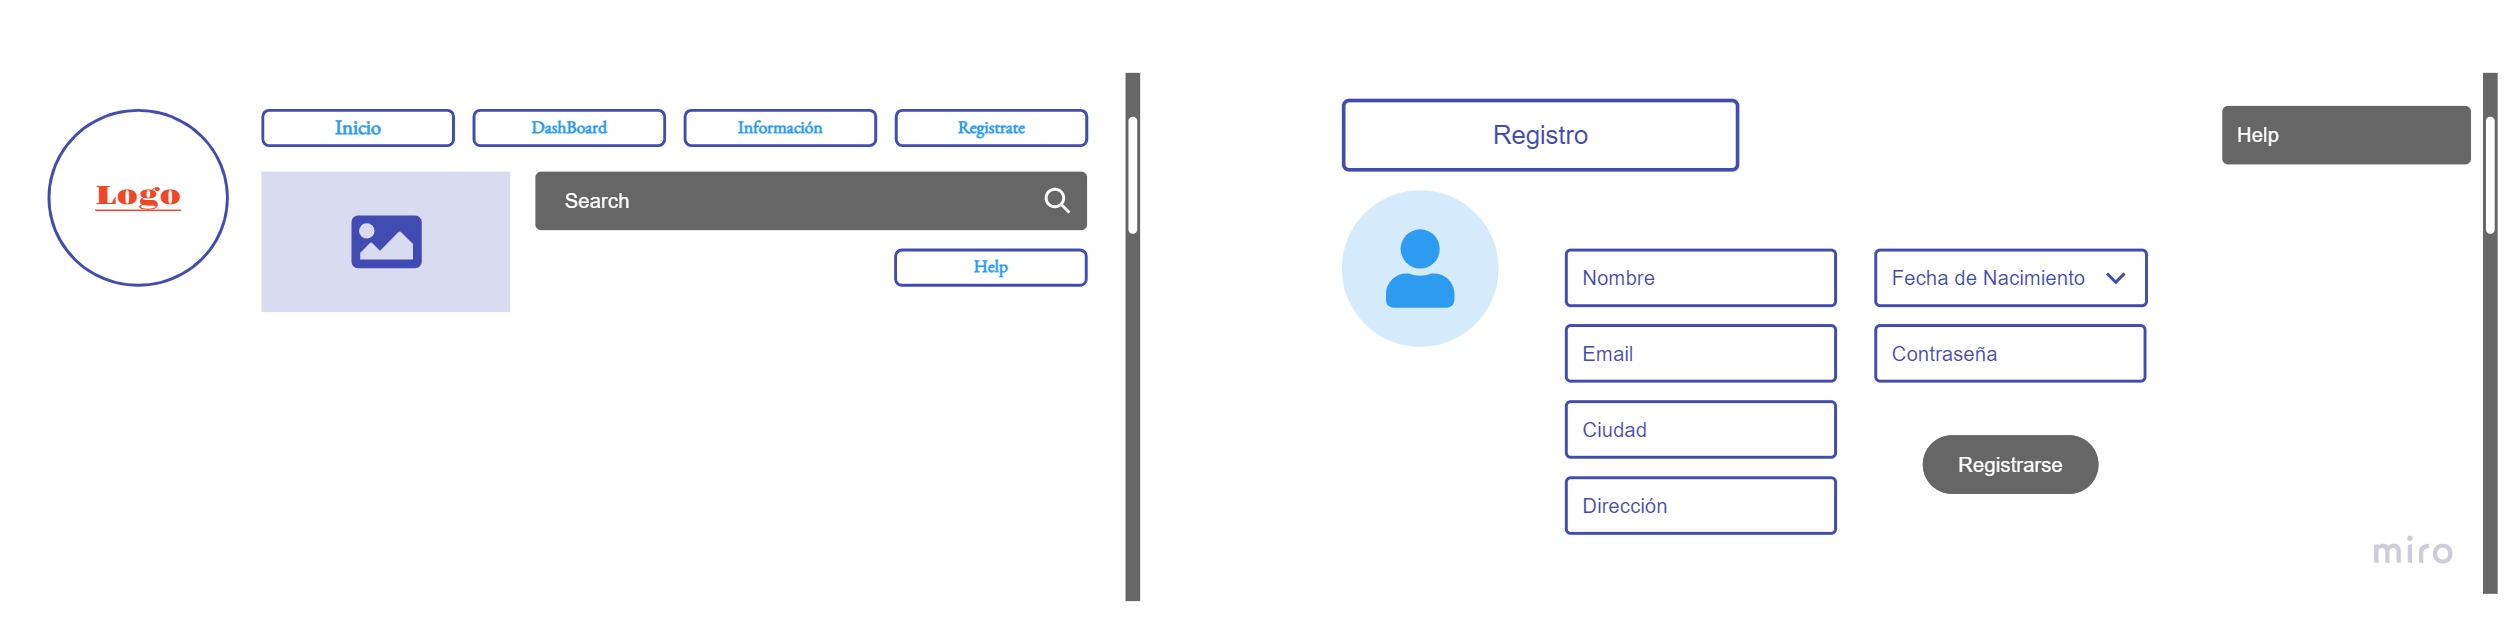 Logo
Inicio
DashBoard
Información
Registrate
Search
Help
Registro
Help
Nombre
Fecha de Nacimiento
Email
Contraseña
Ciudad
Dirección
Registrarse
miro